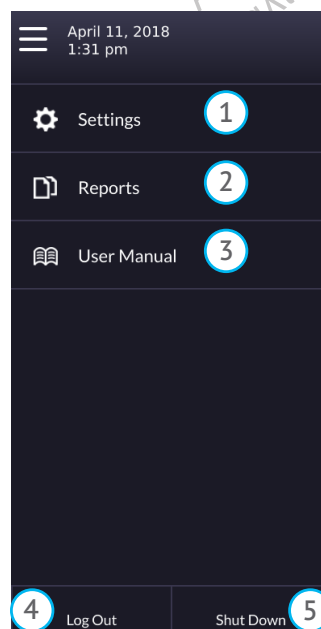 April 11, 2018
1:31 pm
Settings 1
Reports 2
User Manual 3
4 Log Out Shut Down 5